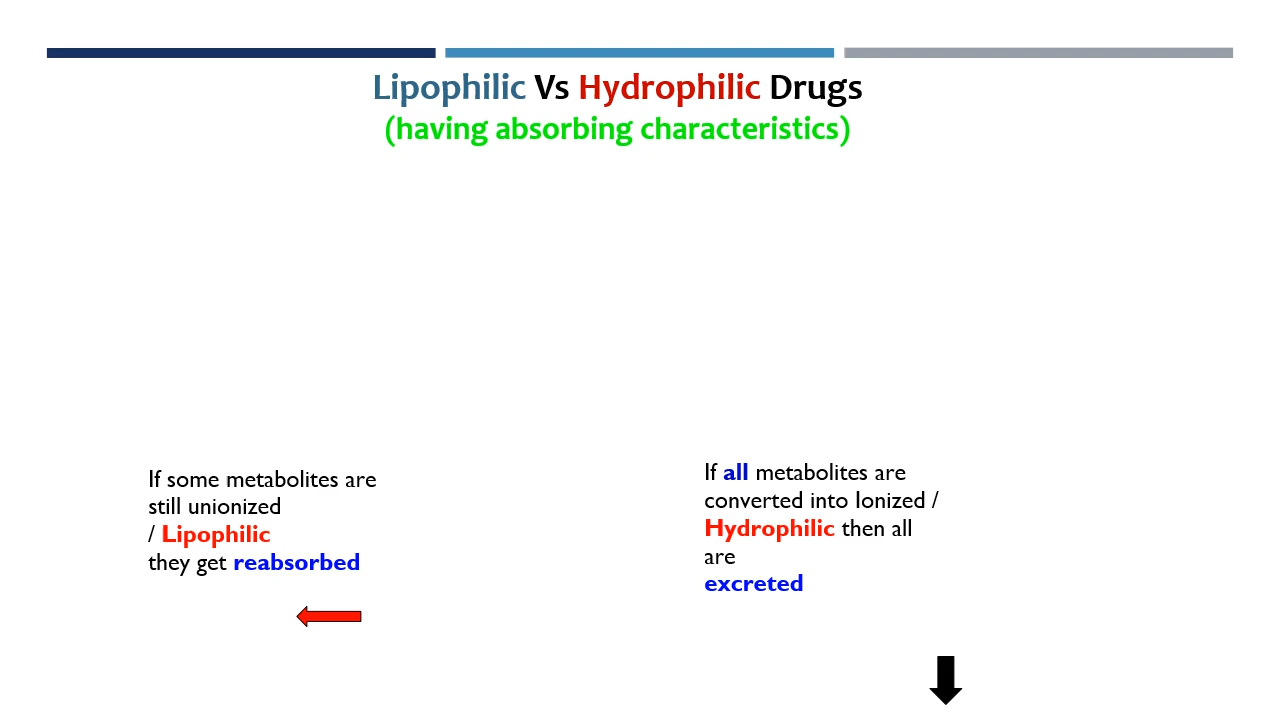 Lipophilic Vs Hydrophilic Drugs
(having absorbing characteristics)
If some metabolites are
still unionized
/ Lipophilic
they get reabsorbed
If all metabolites are
converted into Ionized /
Hydrophilic then all
are
excreted